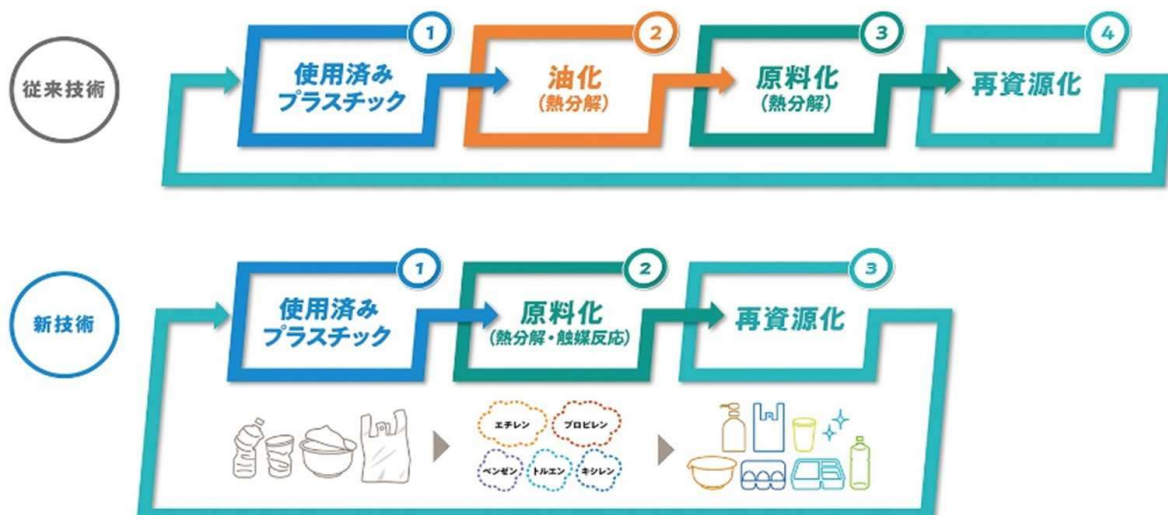 従来技術
1
使用済み
プラスチック
2
油化
(熱分解)
3
原料化
(熱分解)
4
再資源化
新技術
1
使用済み
プラスチック
2
原料化
(熱分解・触媒反応)
3
再資源化
エチレン
プロピレン
ベンゼン
トルエン
キシレン